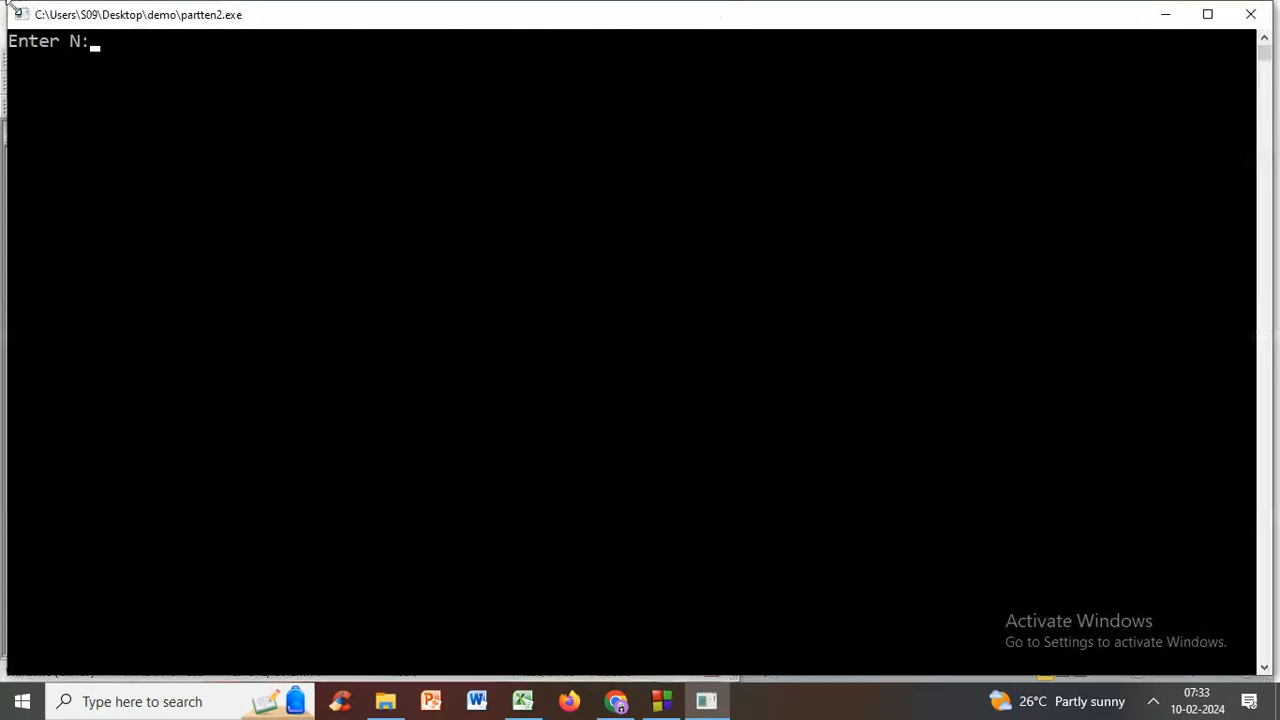 C:\Users\S09\Desktop\demo\partten2.exe
Enter N:
Activate Windows
Go to Settings to activate Windows.
Type here to search
26°C Partly sunny
07:33
10-02-2024